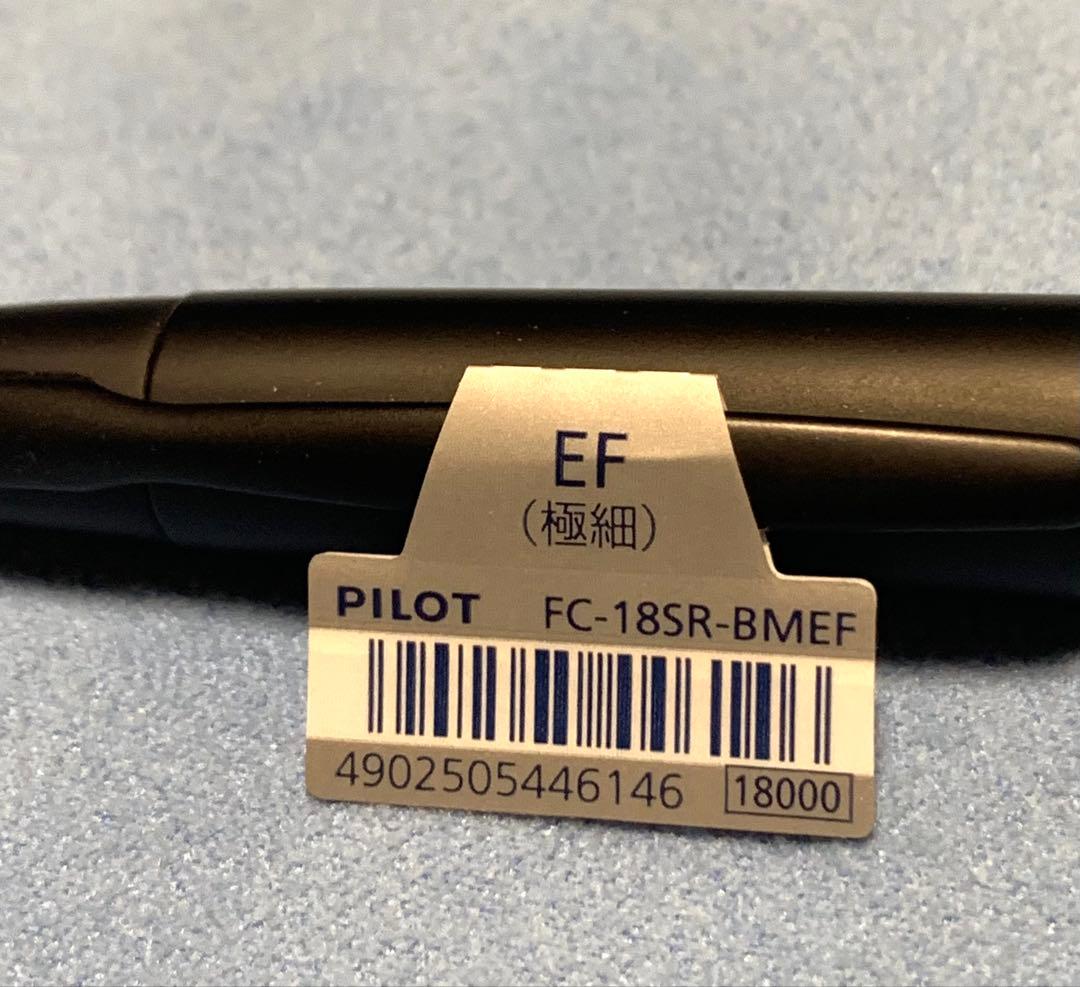 EF
(極細)
PILOT FC-18SR-BMEF
4902505446146 18000